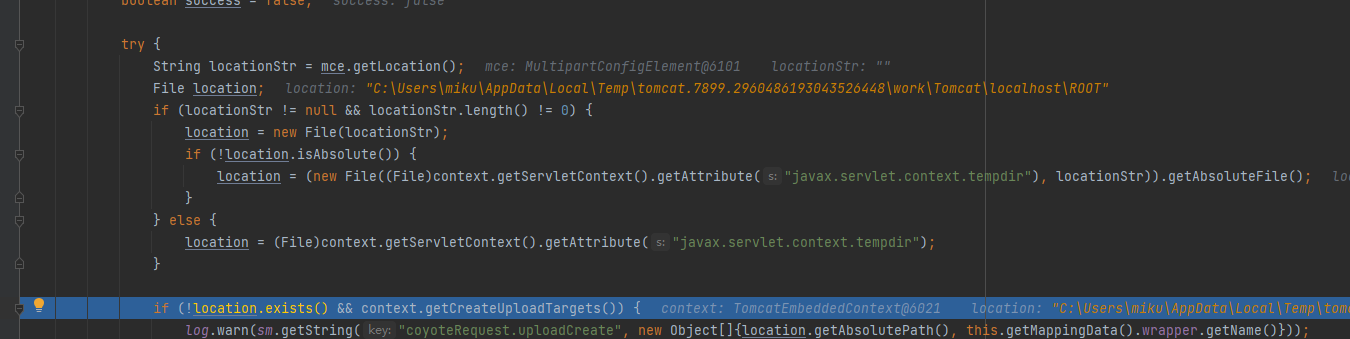 boolean success = false;   success: false
try {
String locationStr = mce.getLocation();   mce: MultipartConfigElement@6101   locationStr: ""
File location;   location: "C:\Users\miku\AppData\Local\Temp\tomcat.7899.2960486193043526448\work\Tomcat\localhost\ROOT"
if (locationStr != null && locationStr.length() != 0) {
location = new File(locationStr);
if (!location.isAbsolute()) {
location = (new File((File)context.getServletContext().getAttribute( s: "javax.servlet.context.tempdir"), locationStr)).getAbsoluteFile();   lo
}
} else {
location = (File)context.getServletContext().getAttribute( s: "javax.servlet.context.tempdir");
}
if (!location.exists() && context.getCreateUploadTargets()) {   context: TomcatEmbeddedContext@6021   location: "C:\Users\miku\AppData\Local\Temp\tom
log.warn(sm.getString( key: "coyoteRequest.uploadCreate", new Object[]{location.getAbsolutePath(), this.getMappingData().wrapper.getName()}));